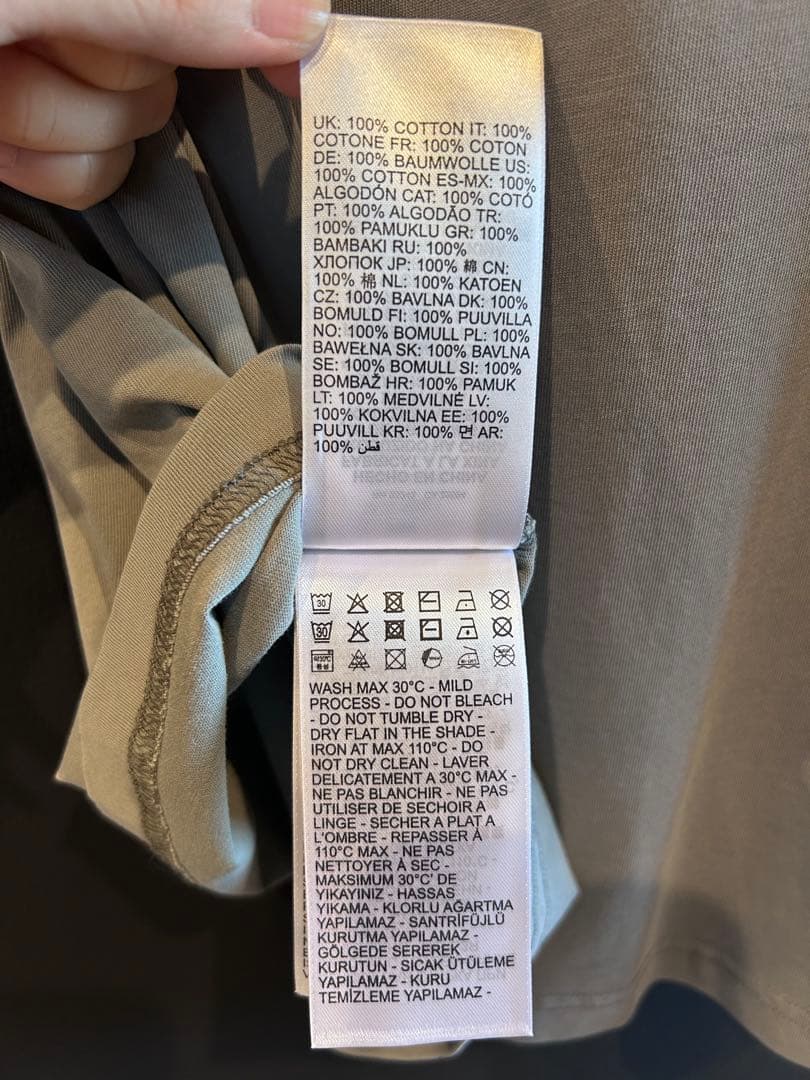 UK: 100% COTTON IT: 100%
COTONE FR: 100% COTON
DE: 100% BAUMWOLLE US:
100% COTTON ES-MX: 100%
ALGODÓN CAT: 100% COTÓ
PT: 100% ALGODÃO TR:
100% PAMUKLU GR: 100%
BAMBAKI RU: 100%
ХЛОПОК JP: 100% 綿 CN:
100% 棉 NL: 100% KATOEN
CZ: 100% BAVLNA DK: 100%
BOMULD FI: 100% PUUVILLA
NO: 100% BOMULL PL: 100%
BAWEŁNA SK: 100% BAVLNA
SE: 100% BOMULL SI: 100%
BOMBAŽ HR: 100% PAMUK
LT: 100% MEDVILNĖ LV:
100% KOKVILNA EE: 100%
PUUVILL KR: 100% 면 AR:
100% قطن
30
30
WASH MAX 30°C - MILD
PROCESS - DO NOT BLEACH
- DO NOT TUMBLE DRY -
DRY FLAT IN THE SHADE -
IRON AT MAX 110°C - DO
NOT DRY CLEAN - LAVER
DELICATEMENT A 30°C MAX -
NE PAS BLANCHIR - NE PAS
UTILISER DE SECHOIR A
LINGE - SECHER A PLAT A
L'OMBRE - REPASSER À
110°C MAX - NE PAS
NETTOYER À SEC -
MAKSIMUM 30°C' DE
YIKAYINIZ - HASSAS
YIKAMA - KLORLU AĞARTMA
YAPILAMAZ - SANTRİFÜJLÜ
KURUTMA YAPILAMAZ -
GÖLGEDE SEREREK
KURUTUN - SICAK ÜTÜLEME
YAPILAMAZ - KURU
TEMİZLEME YAPILAMAZ -